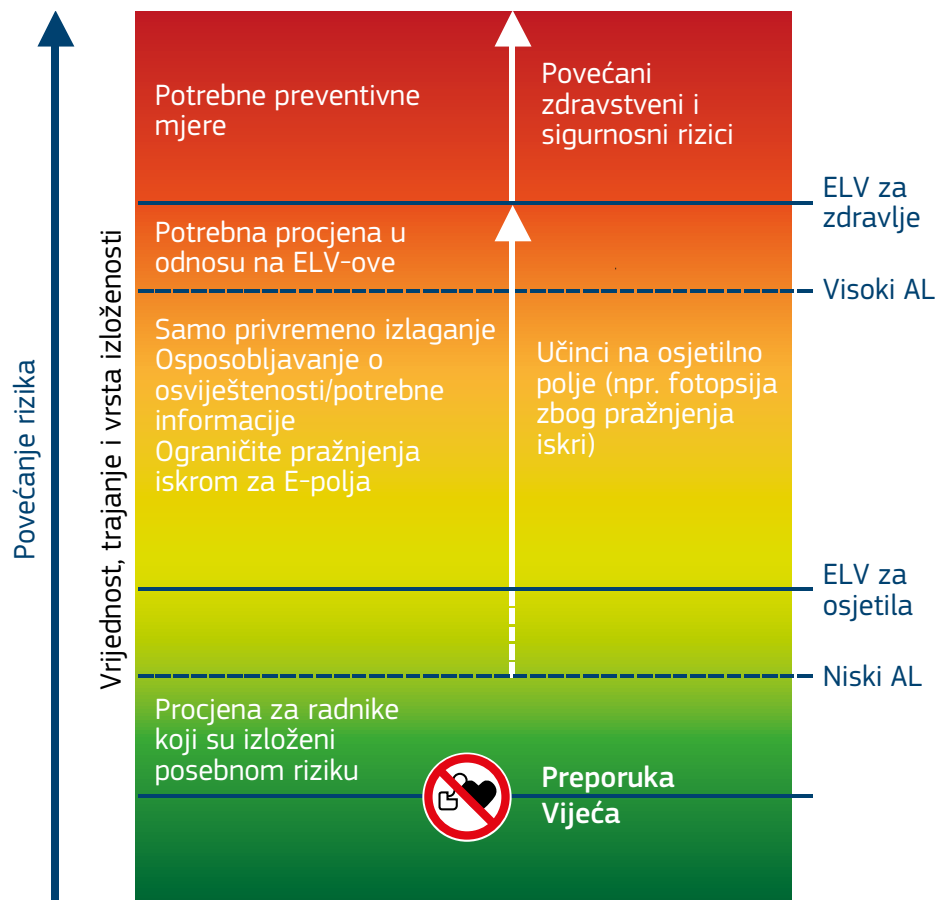 Povećanje rizika
Vrijednost, trajanje i vrsta izloženosti
Potrebne preventivne
mjere
Povećani
zdravstveni i
sigurnosni rizici
ELV za
zdravlje
Potrebna procjena u
odnosu na ELV-ove
Visoki AL
Samo privremeno izlaganje
Osposobljavanje o
osviještenosti/potrebne
informacije
Ograničite pražnjenja
iskrom za E-polja
Učinci na osjetilno
polje (npr. fotopsija
zbog pražnjenja
iskri)
ELV za
osjetila
Niski AL
Procjena za radnike
koji su izloženi
posebnom riziku
Preporuka
Vijeća